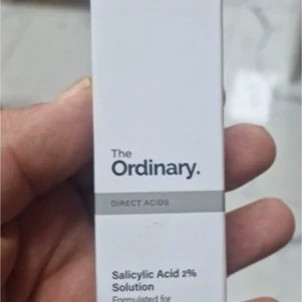 The
Ordinary.
DIRECT ACIDS
Salicylic Acid 2%
Solution
Formulated for